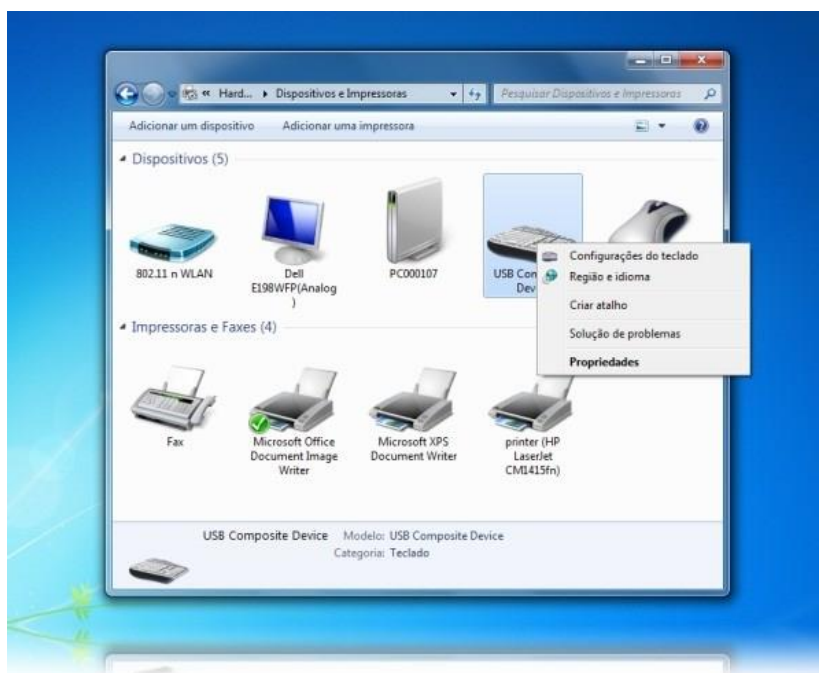 « Hard... ▸ Dispositivos e Impressoras
Pesquisar Dispositivos e Impressoras
Adicionar um dispositivo Adicionar uma impressora
Dispositivos (5)
802.11 n WLAN
Dell
E198WFP(Analog
)
PC000107
USB Con
Dev
Configurações do teclado
Região e idioma
Criar atalho
Solução de problemas
Propriedades
Impressoras e Faxes (4)
Fax
Microsoft Office
Document Image
Writer
Microsoft XPS
Document Writer
printer (HP
LaserJet
CM1415fn)
USB Composite Device Modelo: USB Composite Device
Categoria: Teclado